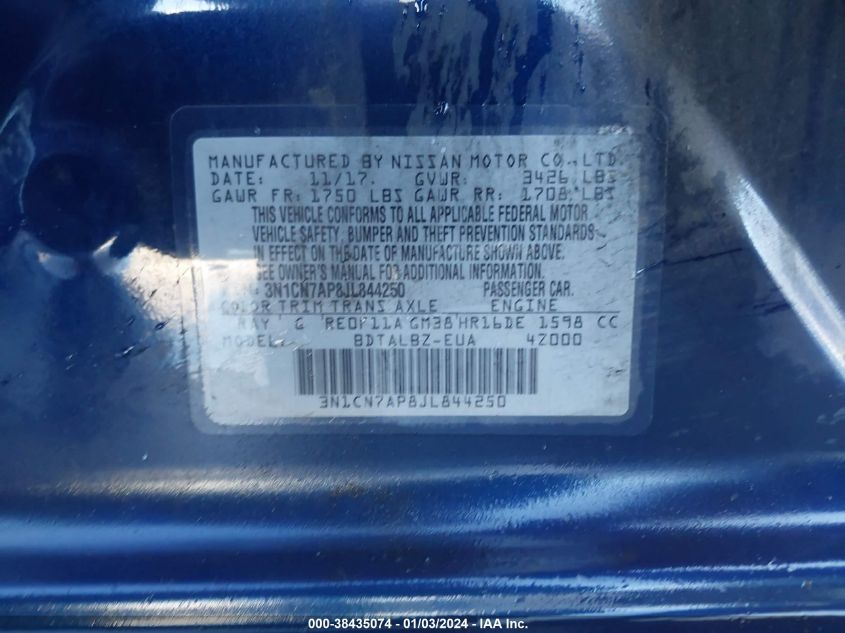 MANUFACTURED BY NISSAN MOTOR CO., LTD.
DATE: 11/17. GVWR: 3426 LBS
GAWR FR: 1750 LBS GAWR RR: 1708 LBS
THIS VEHICLE CONFORMS TO ALL APPLICABLE FEDERAL MOTOR
VEHICLE SAFETY, BUMPER AND THEFT PREVENTION STANDARDS
IN EFFECT ON THE DATE OF MANUFACTURE SHOWN ABOVE.
SEE OWNER'S MANUAL FOR ADDITIONAL INFORMATION.
3N1CN7AP8JL844250 PASSENGER CAR.
COLOR TRIM TRANS AXLE ENGINE
RAY G RE0F11A GM38 HR16DE 1598 CC
MODEL BDTALBZ-EUA 4Z000
3N1CN7AP8JL844250
000-38435074 - 01/03/2024 - IAA Inc.